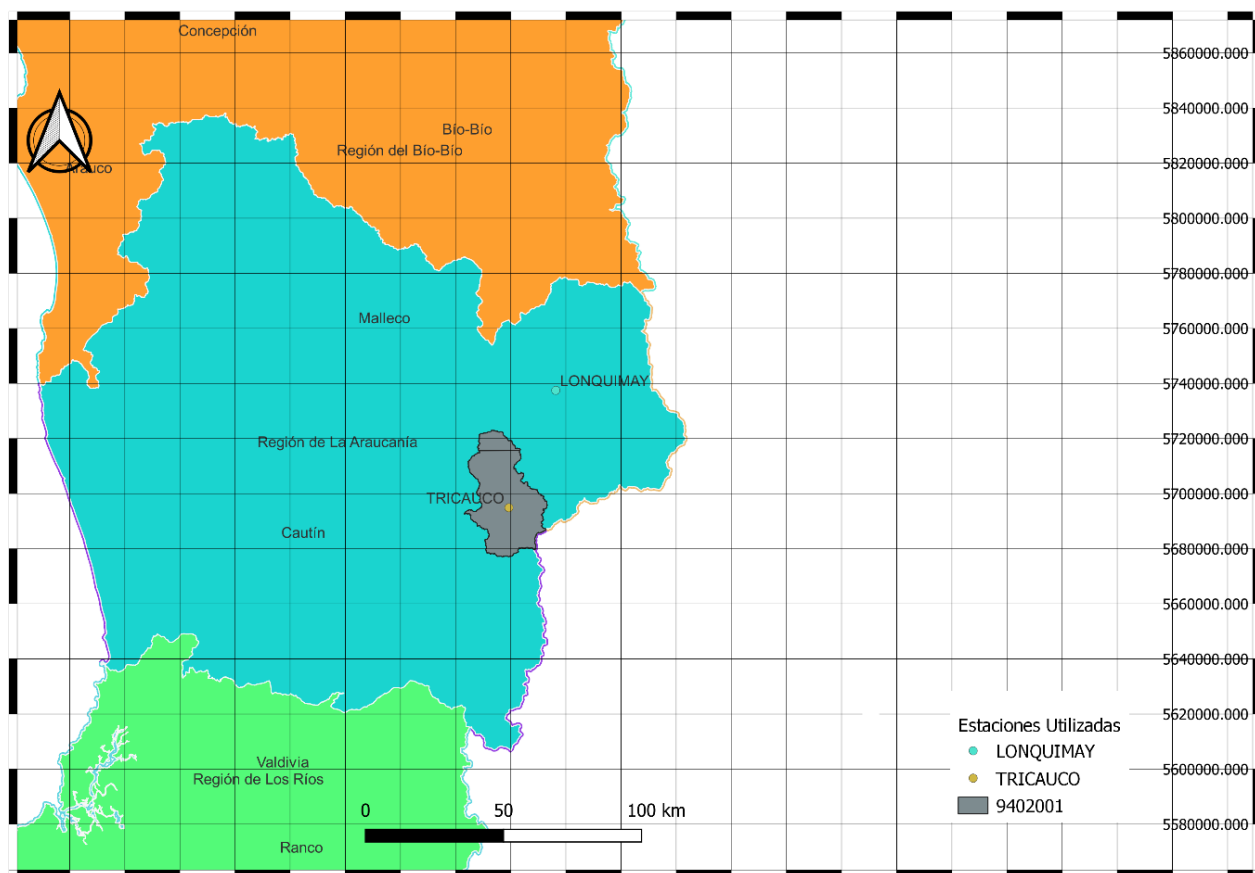 Concepción
5860000.000
5840000.000
Bío-Bío
Región del Bío-Bío
Arauco
5820000.000
5800000.000
5780000.000
Malleco
5760000.000
LONQUIMAY
5740000.000
Región de La Araucanía
5720000.000
TRICAUCO
5700000.000
Cautín
5680000.000
5660000.000
5640000.000
5620000.000
Estaciones Utilizadas
LONQUIMAY
TRICAUCO
9402001
Valdivia
Región de Los Ríos
5600000.000
0 50 100 km
5580000.000
Ranco